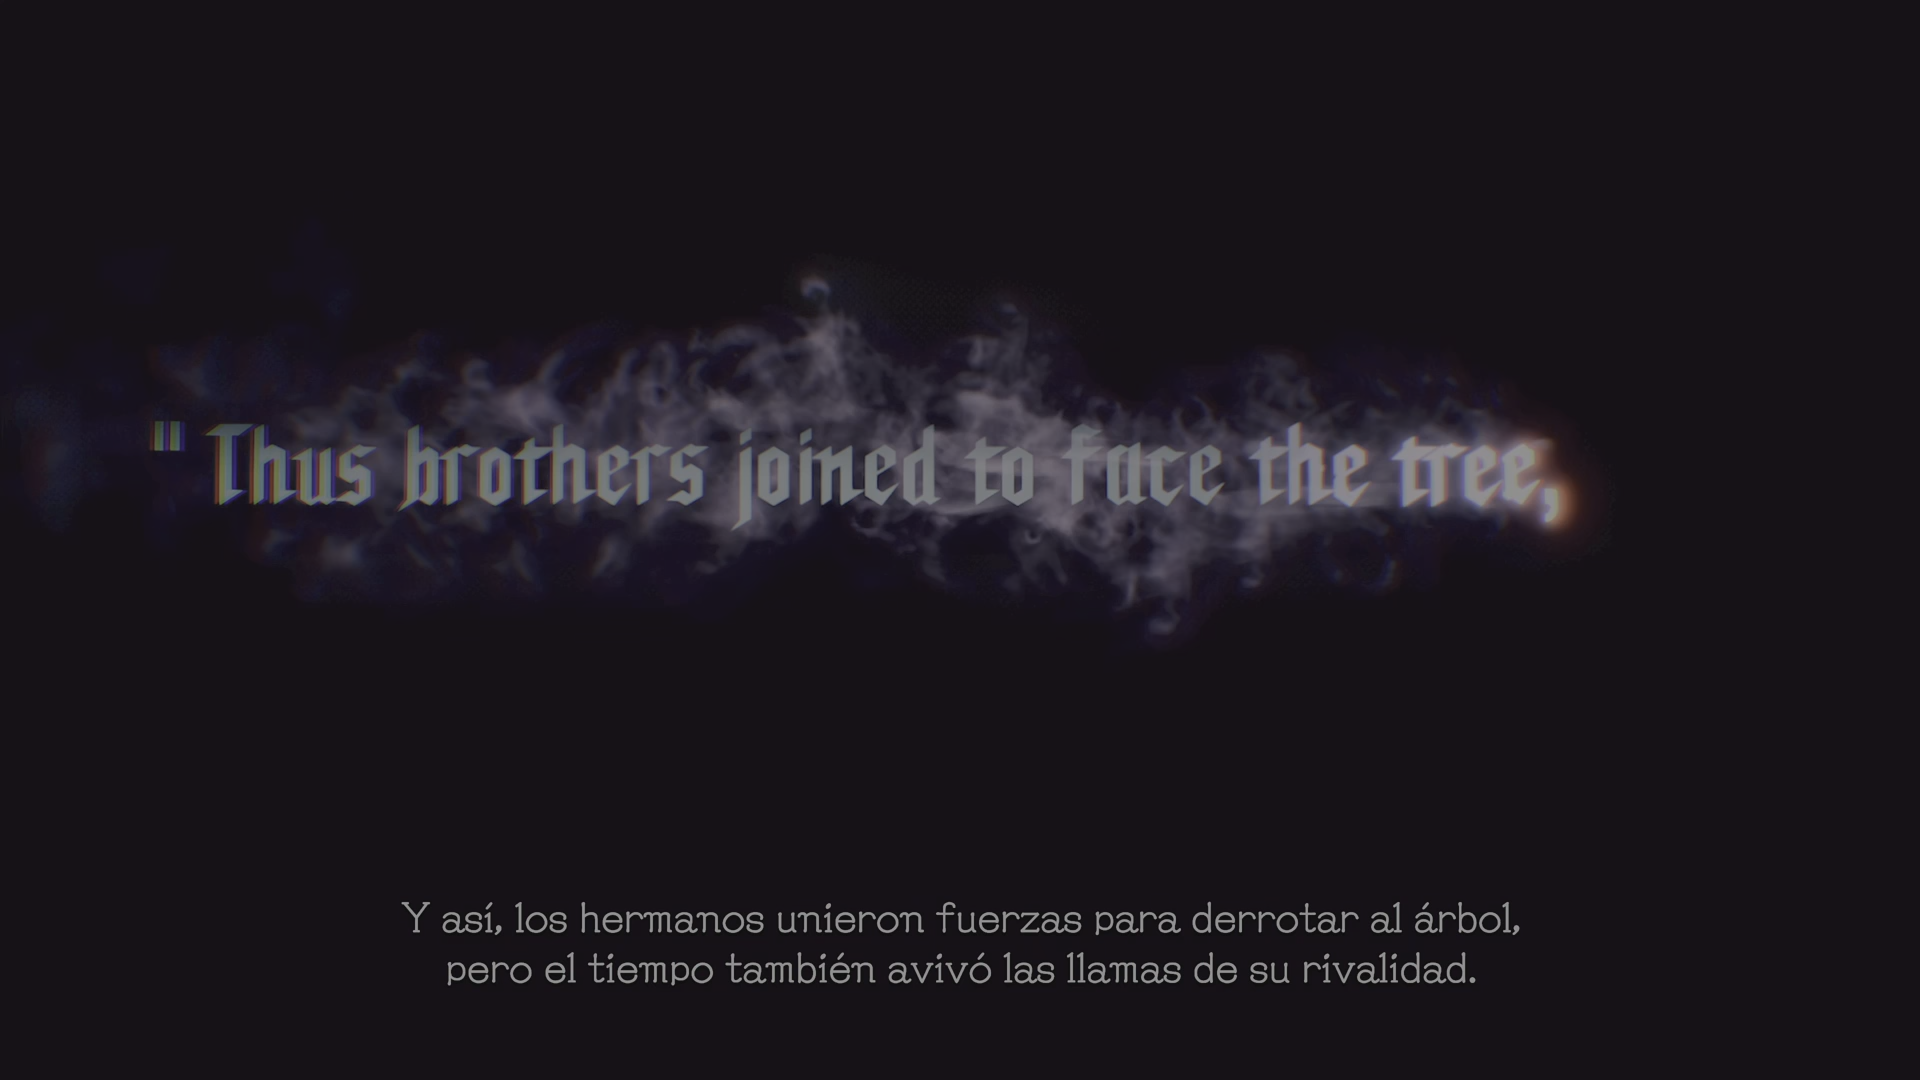 " Thus brothers joined to face the tree,
Y así, los hermanos unieron fuerzas para derrotar al árbol,
pero el tiempo también avivó las llamas de su rivalidad.